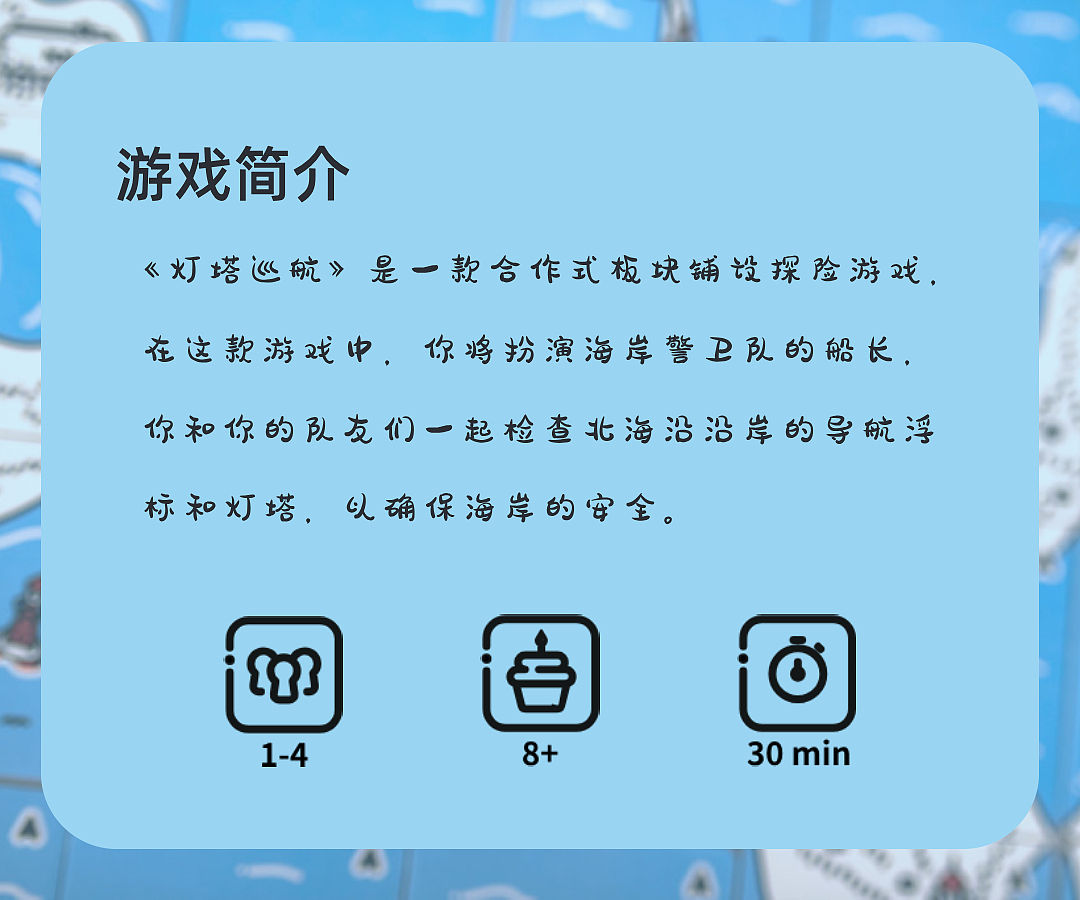 游戏简介
《灯塔巡航》是一款合作式板块铺设探险游戏，
在这款游戏中，你将扮演海岸警卫队的船长，
你和你的队友们一起检查北海沿沿岸的导航浮
标和灯塔，以确保海岸的安全。
1-4
8+
30 min